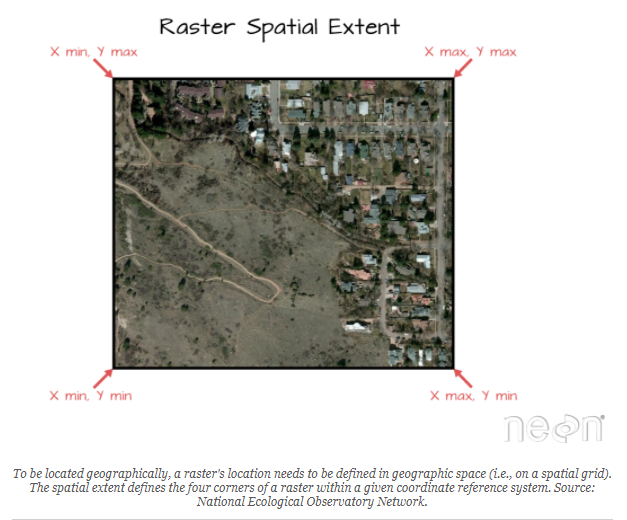 Raster Spatial Extent
X min, Y max
X max, Y max
X min, Y min
X max, Y min
neon
To be located geographically, a raster's location needs to be defined in geographic space (i.e., on a spatial grid).
The spatial extent defines the four corners of a raster within a given coordinate reference system. Source:
National Ecological Observatory Network.